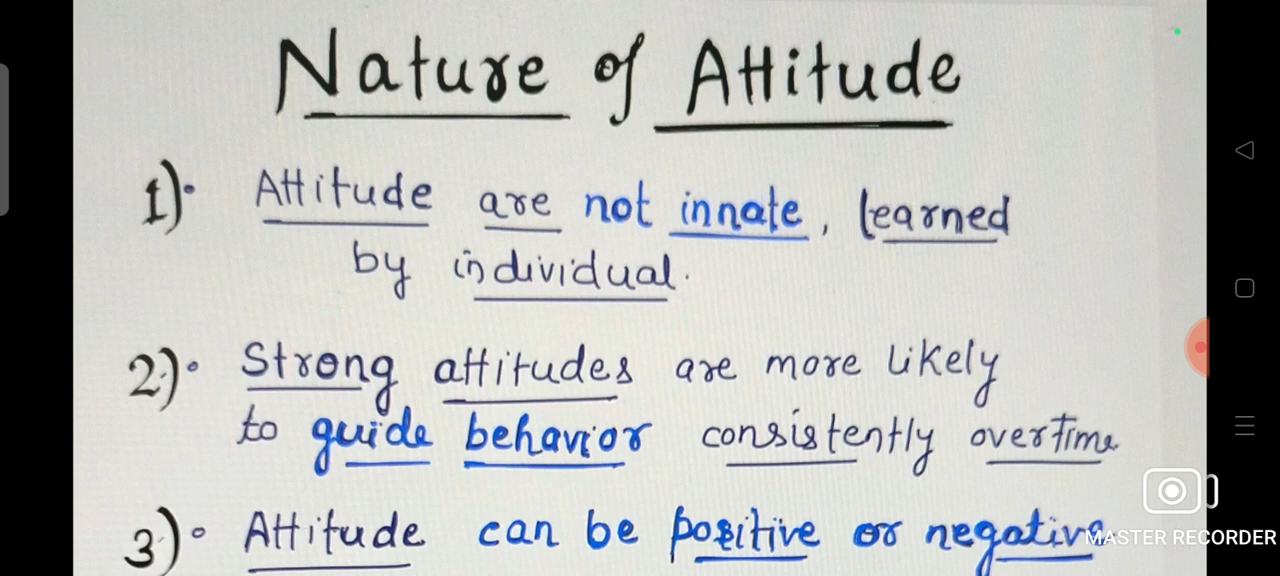 Nature of Attitude
1). Attitude are not innate, learned
by individual.
2). Strong attitudes are more likely
to guide behavior consistently overtime
3). Attitude can be positive or negative
MASTER RECORDER